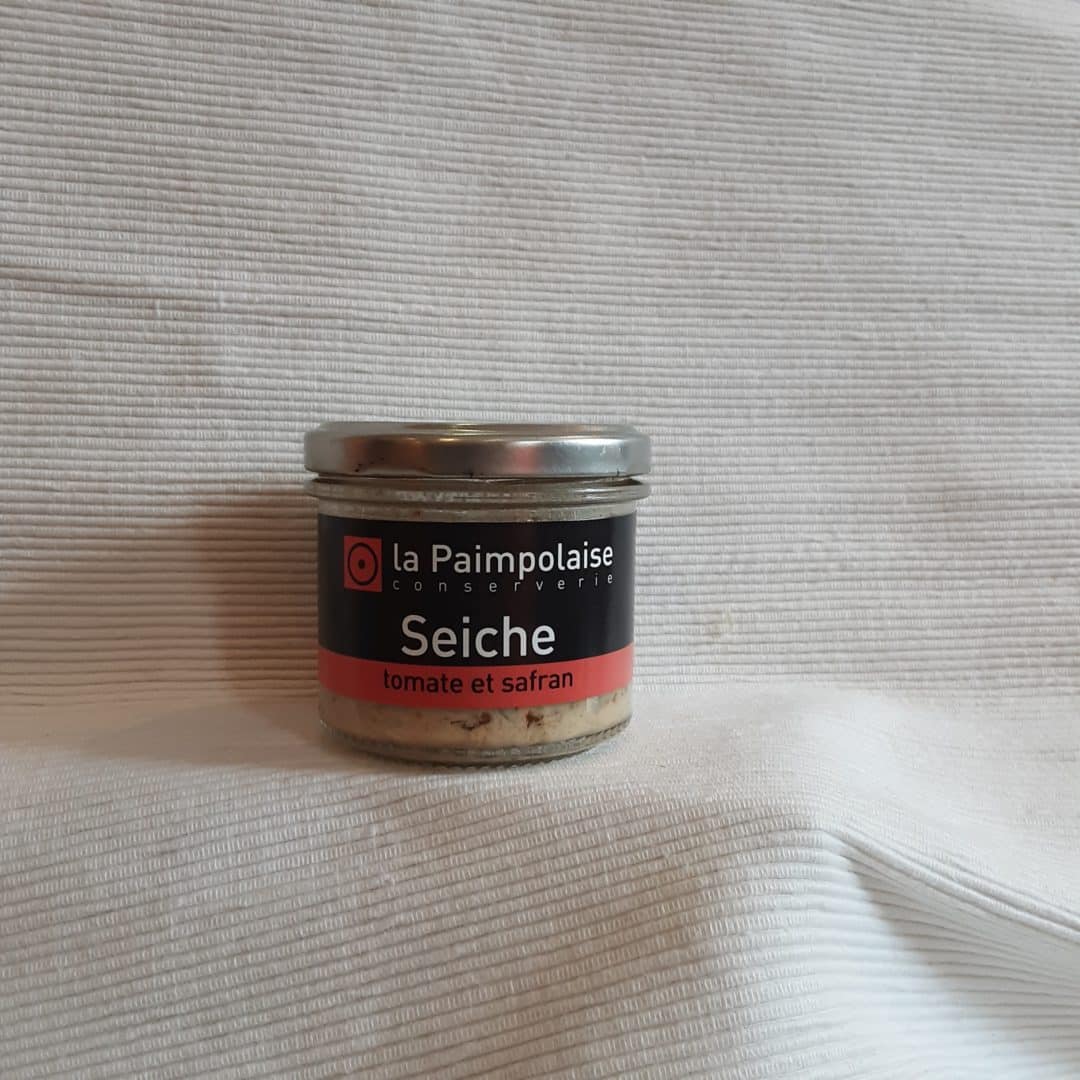 la Paimpolaise
conserverie
Seiche
tomate et safran